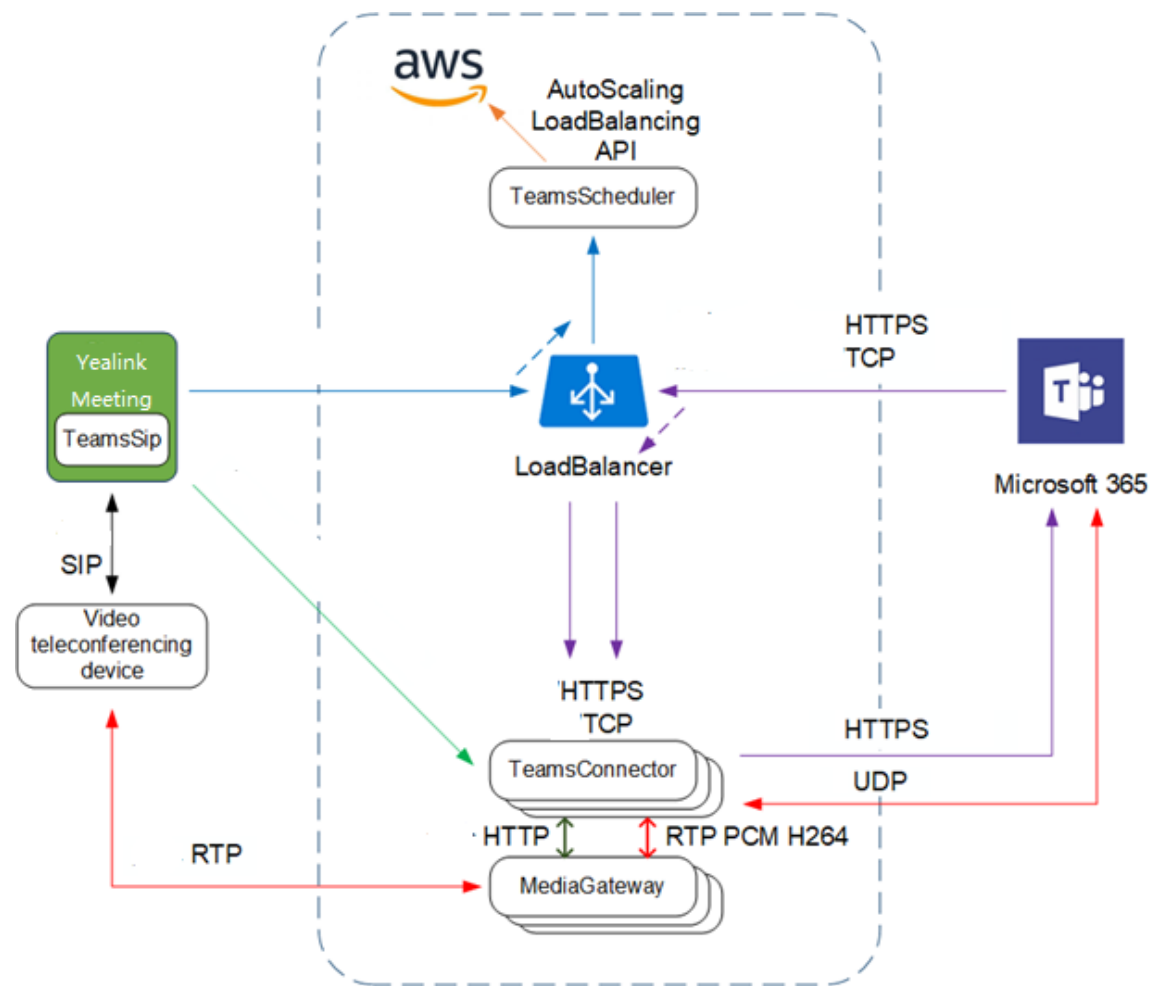 aws
AutoScaling
LoadBalancing
API
TeamsScheduler
HTTPS
TCP
Yealink
Meeting
TeamsSip
LoadBalancer
Microsoft 365
SIP
Video
teleconferencing
device
HTTPS
TCP
TeamsConnector
HTTPS
UDP
HTTP
RTP PCM H264
RTP
MediaGateway